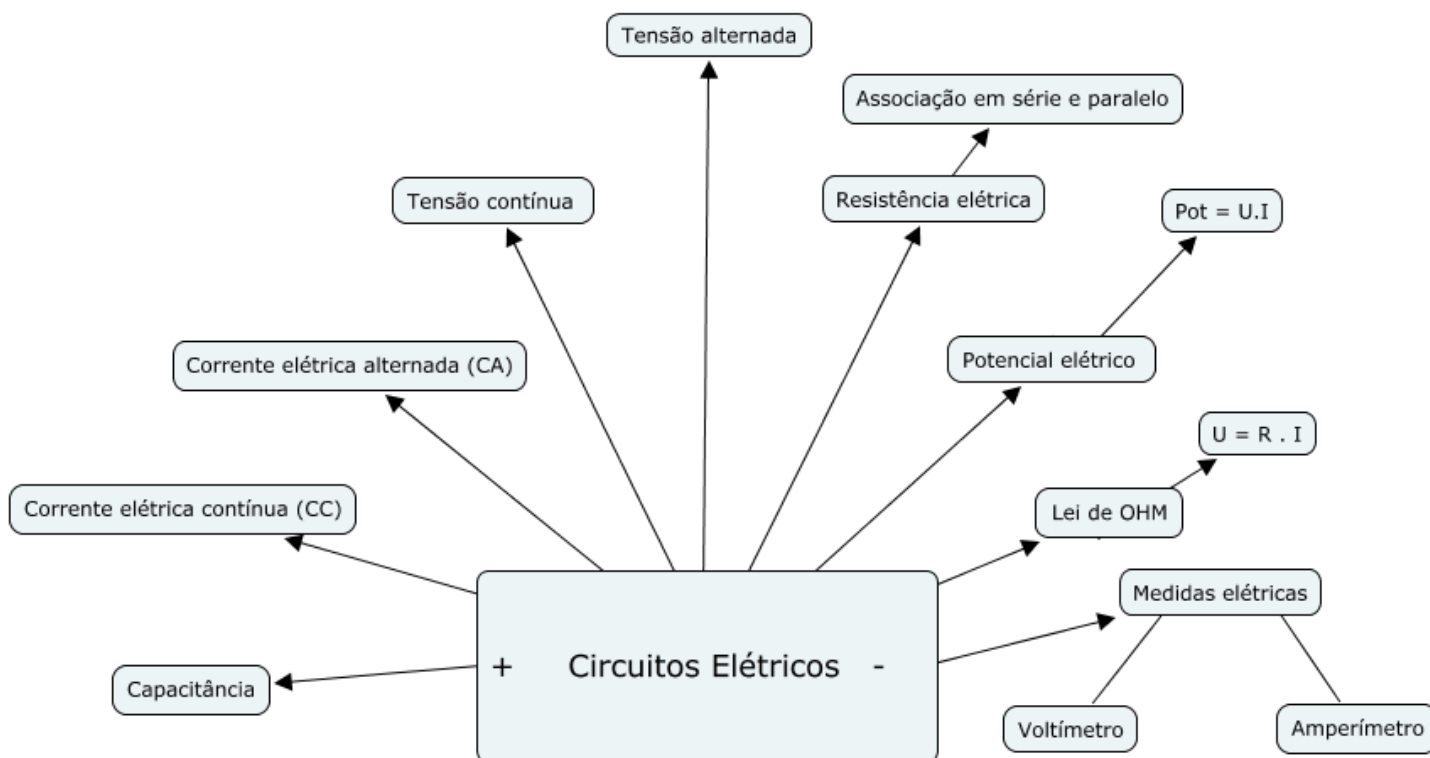 Tensão alternada
Associação em série e paralelo
Tensão contínua
Resistência elétrica
Pot = U.I
Corrente elétrica alternada (CA)
Potencial elétrico
U = R . I
Corrente elétrica contínua (CC)
Lei de OHM
Medidas elétricas
+ Circuitos Elétricos -
Capacitância
Voltímetro
Amperímetro